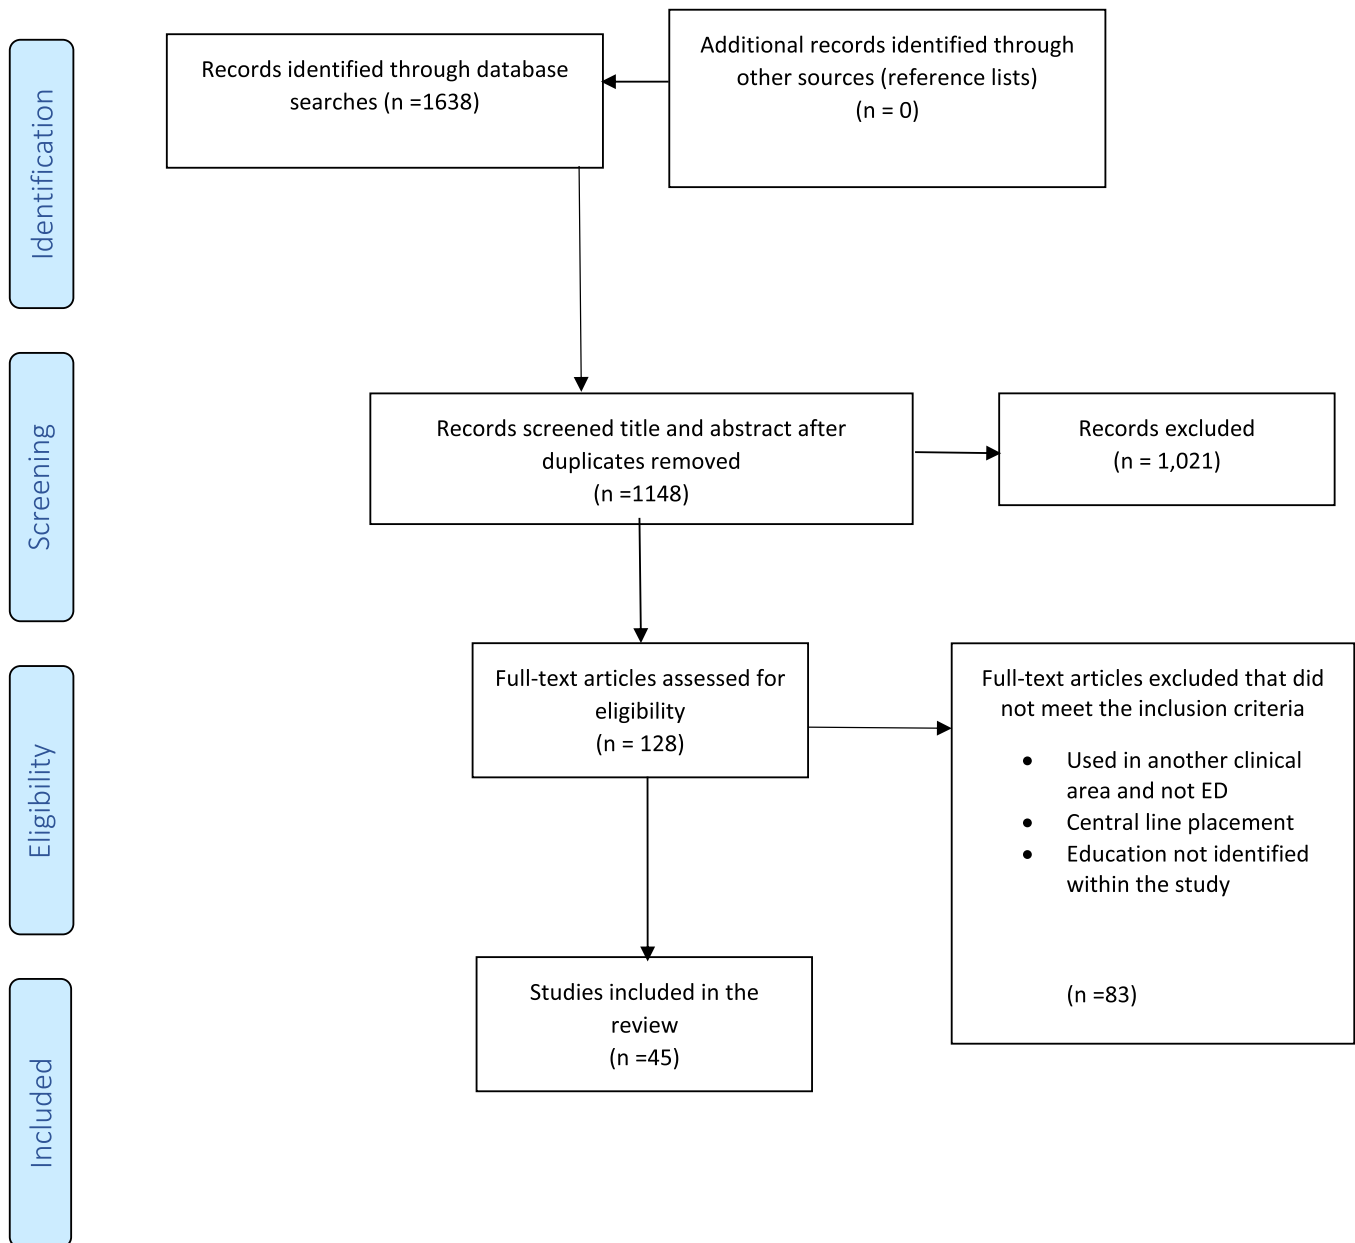 Identification
Records identified through database
searches (n =1638)
Additional records identified through
other sources (reference lists)
(n = 0)
Screening
Records screened title and abstract after
duplicates removed
(n =1148)
Records excluded
(n = 1,021)
Eligibility
Full-text articles assessed for
eligibility
(n = 128)
Full-text articles excluded that did
not meet the inclusion criteria
• Used in another clinical
area and not ED
• Central line placement
• Education not identified
within the study
(n =83)
Included
Studies included in the
review
(n =45)